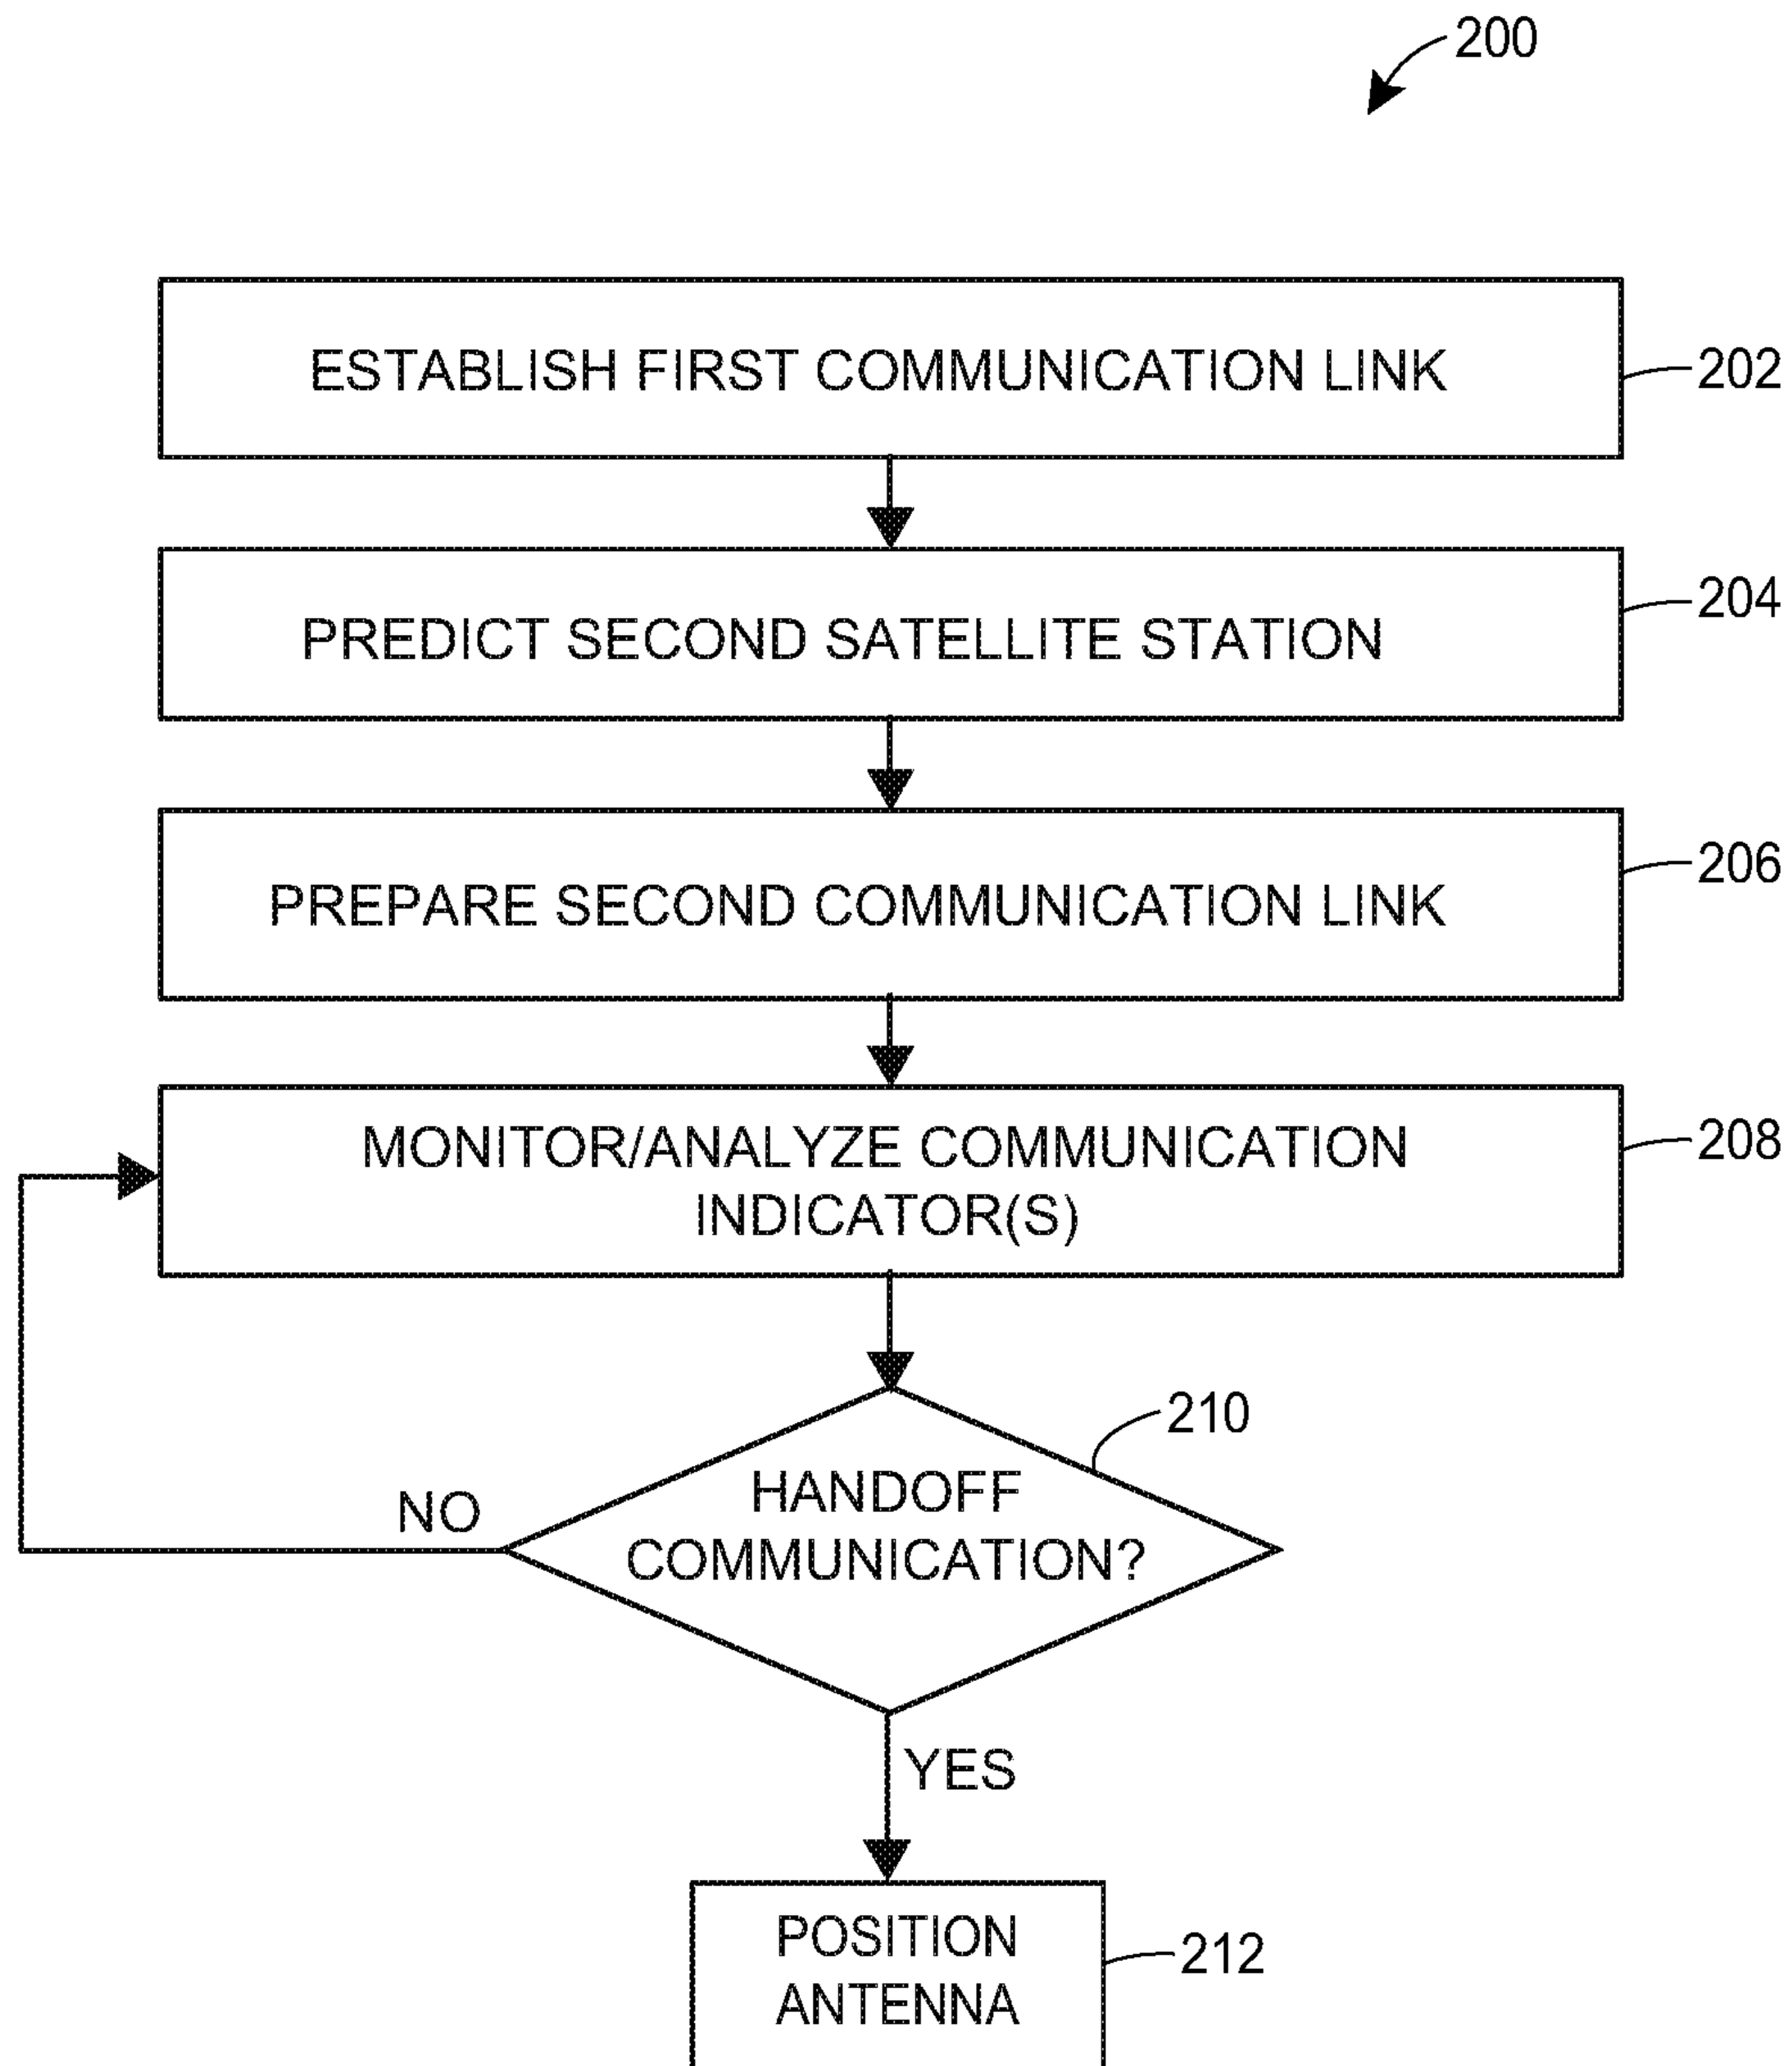 200
ESTABLISH FIRST COMMUNICATION LINK
202
PREDICT SECOND SATELLITE STATION
204
PREPARE SECOND COMMUNICATION LINK
206
MONITOR/ANALYZE COMMUNICATION
INDICATOR(S)
208
210
HANDOFF
COMMUNICATION?
NO
YES
POSITION
ANTENNA
212